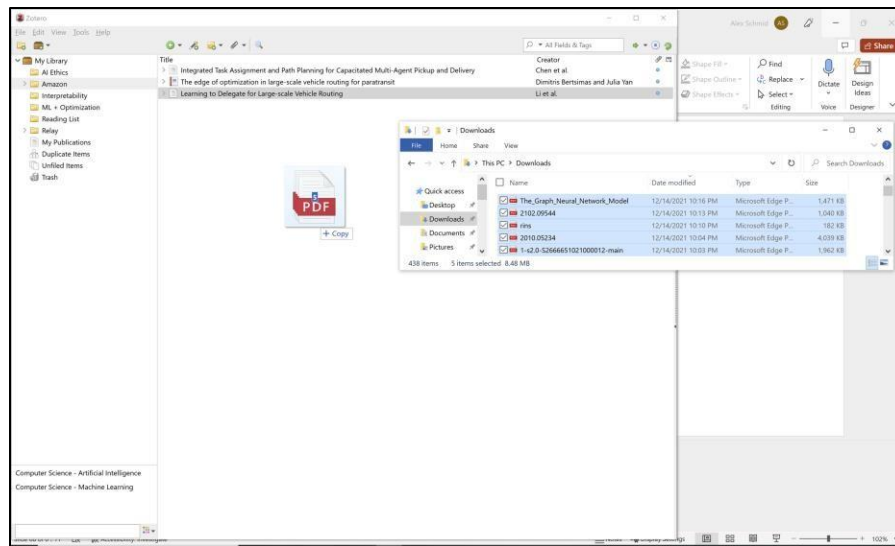 Zotero
File Edit View Tools Help
All Fields & Tags
My Library
AI Ethics
Amazon
Interpretability
ML + Optimization
Reading List
Relay
My Publications
Duplicate Items
Unfiled Items
Trash
Title Creator
Integrated Task Assignment and Path Planning for Capacitated Multi-Agent Pickup and Delivery Chen et al.
The edge of optimization in large-scale vehicle routing for paratransit Dimitris Bertsimas and Julia Yan
Learning to Delegate for Large-scale Vehicle Routing Li et al.
PDF
5
+ Copy
Computer Science - Artificial Intelligence
Computer Science - Machine Learning
Alex Schmid AS
Share
Shape Fill
Shape Outline
Shape Effects
Find
Replace
Select
Editing
Dictate
Voice
Design Ideas
Designer
Downloads
File Home Share View
This PC > Downloads
Search Downloads
Quick access
Desktop
Downloads
Documents
Pictures
Name Date modified Type Size
The_Graph_Neural_Network_Model 12/14/2021 10:16 PM Microsoft Edge P... 1,471 KB
2102.09544 12/14/2021 10:13 PM Microsoft Edge P... 1,040 KB
rins 12/14/2021 10:10 PM Microsoft Edge P... 182 KB
2010.05234 12/14/2021 10:04 PM Microsoft Edge P... 4,039 KB
1-s2.0-S2666651021000012-main 12/14/2021 10:03 PM Microsoft Edge P... 1,962 KB
438 items 5 items selected 8.48 MB
102%